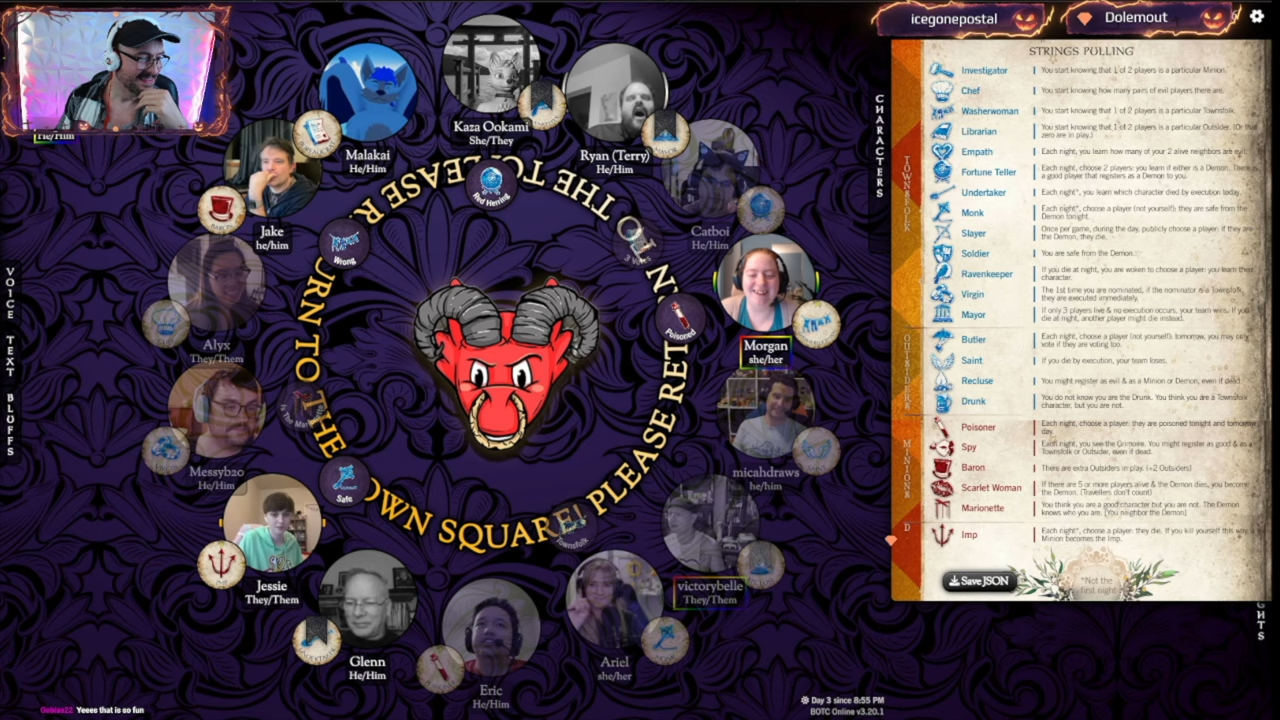 icegonepostal
Dolemout
He/Him
STRINGS PULLING
Investigator
You start knowing that 1 of 2 players is a particular Minion.
Chef
You start knowing how many pairs of evil players there are.
Washerwoman
You start knowing that 1 of 2 players is a particular Townsfolk.
Librarian
You start knowing that 1 of 2 players is a particular Outsider. (Or that
zero are in play.)
Empath
Each night, you learn how many of your 2 alive neighbors are evil.
Fortune Teller
Each night, choose 2 players: you learn if either is a Demon. There is
a good player that registers as a Demon to you.
Undertaker
Each night*, you learn which character died by execution today.
Monk
Each night*, choose a player (not yourself): they are safe from the
Demon tonight.
Slayer
Once per game, during the day, publicly choose a player: if they are
the Demon, they die.
Soldier
You are safe from the Demon.
Ravenkeeper
If you die at night, you are woken to choose a player: you learn their
character.
Virgin
The 1st time you are nominated, if the nominator is a Townsfolk,
they are executed immediately.
Mayor
If only 3 players live & no execution occurs, your team wins. If you
die at night, another player might die instead.
Butler
Each night, choose a player (not yourself): tomorrow, you may only
vote if they are voting too.
Saint
If you die by execution, your team loses.
Recluse
You might register as evil & as a Minion or Demon, even if dead.
Drunk
You do not know you are the Drunk. You think you are a Townsfolk
character, but you are not.
Poisoner
Each night, choose a player: they are poisoned tonight and tomorrow
day.
Spy
Each night, you see the Grimoire. You might register as good & as a
Townsfolk or Outsider, even if dead.
Baron
There are extra Outsiders in play. [+2 Outsiders]
Scarlet Woman
If there are 5 or more players alive & the Demon dies, you become
the Demon. (Travellers don't count)
Marionette
You think you are a good character but you are not. The Demon
knows who you are. [You neighbor the Demon]
Imp
Each night*, choose a player: they die. If you kill yourself this way, a
Minion becomes the Imp.
Save JSON
*Not the
first night
TOWNSFOLK
OUTSIDERS
MINIONS
D
CHARACTERS
VOICE TEXT BLUFFS
GHTS
Kaza Ookami
She/They
Ryan (Terry)
He/Him
Malakai
He/Him
Catboi
He/Him
Jake
he/him
Morgan
she/her
Alyx
They/Them
micahdraws
he/him
Messyb20
He/Him
victorybelle
They/Them
Jessie
They/Them
Ariel
she/her
Glenn
He/Him
Eric
He/Him
Red Herring
Wrong
3 Votes
Poisoned
Safe
Townsfolk
BARON
MAYOR
IMP
PLEASE RET
URN TO THE
OWN SQUARE!
PLEASE R
TO THE TO
Day 3 since 8:55 PM
BOTC Online v3.20.1
Gobias22 Yeees that is so fun